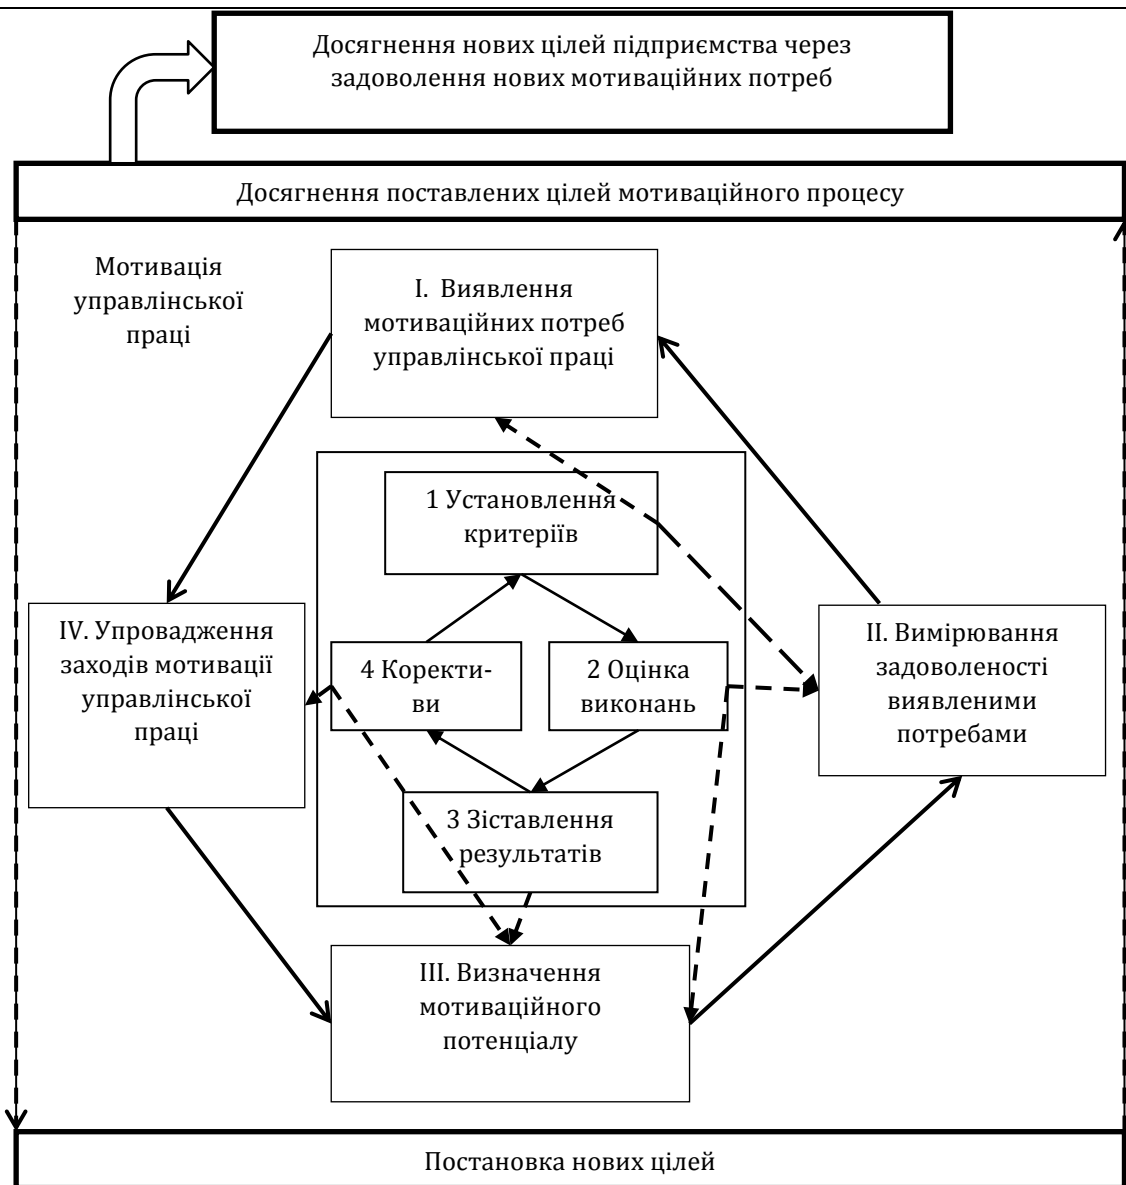 Досягнення нових цілей підприємства через
задоволення нових мотиваційних потреб
Досягнення поставлених цілей мотиваційного процесу
Мотивація
управлінської
праці
І. Виявлення
мотиваційних потреб
управлінської праці
1 Установлення
критеріїв
IV. Упровадження
заходів мотивації
управлінської
праці
4 Коректи-
ви
2 Оцінка
виконань
ІІ. Вимірювання
задоволеності
виявленими
потребами
3 Зіставлення
результатів
ІІІ. Визначення
мотиваційного
потенціалу
Постановка нових цілей